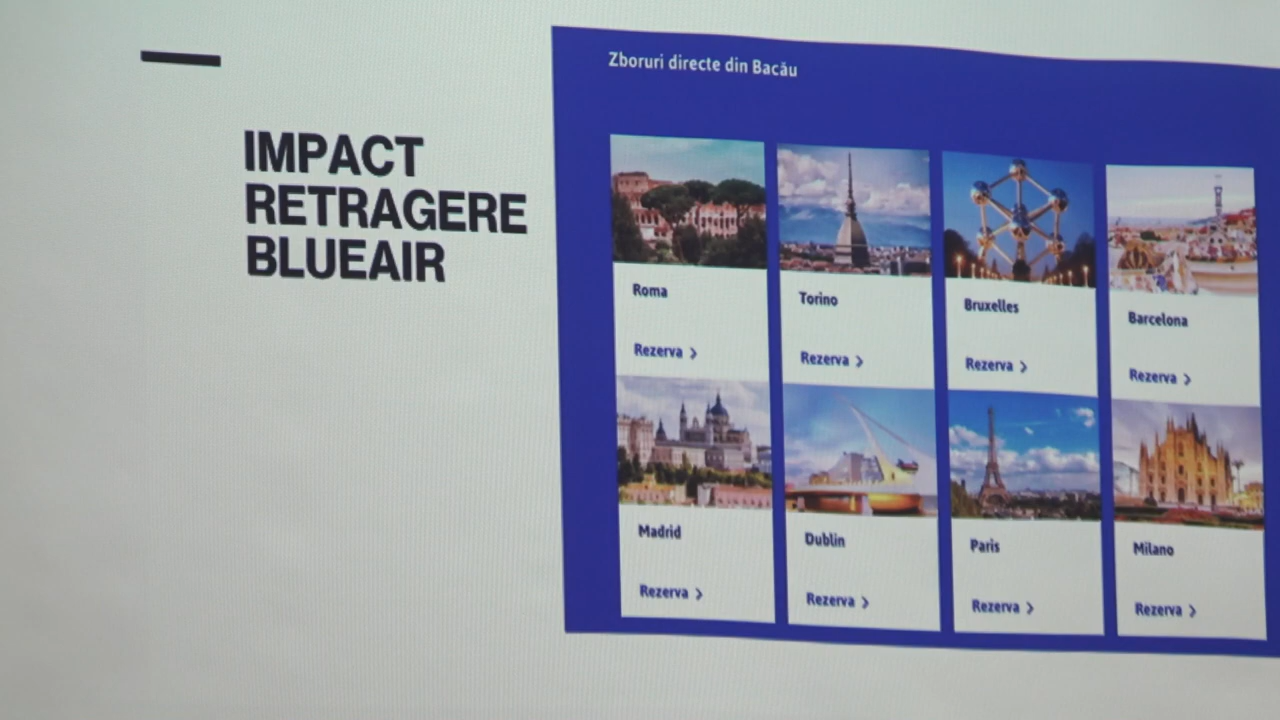 IMPACT
RETRAGERE
BLUEAIR
Zboruri directe din Bacău
Roma
Torino
Bruxelles
Barcelona
Rezerva >
Rezerva >
Rezerva >
Rezerva >
Madrid
Dublin
Paris
Milano
Rezerva >
Rezerva >
Rezerva >
Rezerva >